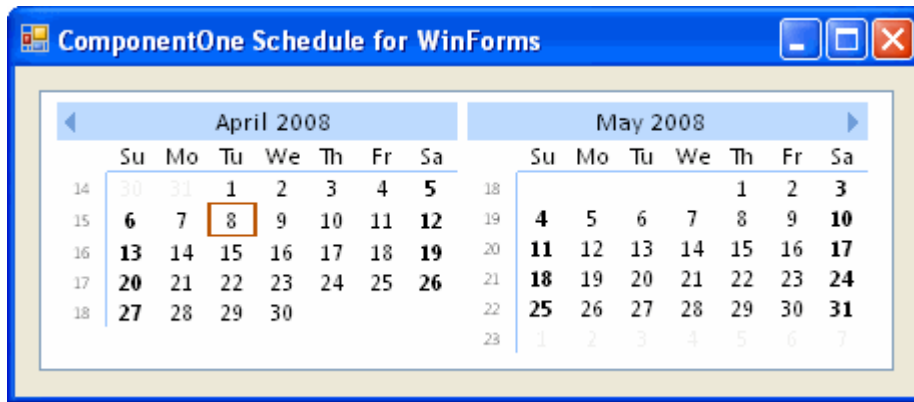 ComponentOne Schedule for WinForms
April 2008
Su Mo Tu We Th Fr Sa
14 30 31 1 2 3 4 5
15 6 7 8 9 10 11 12
16 13 14 15 16 17 18 19
17 20 21 22 23 24 25 26
18 27 28 29 30
May 2008
Su Mo Tu We Th Fr Sa
18 1 2 3
19 4 5 6 7 8 9 10
20 11 12 13 14 15 16 17
21 18 19 20 21 22 23 24
22 25 26 27 28 29 30 31
23 1 2 3 4 5 6 7